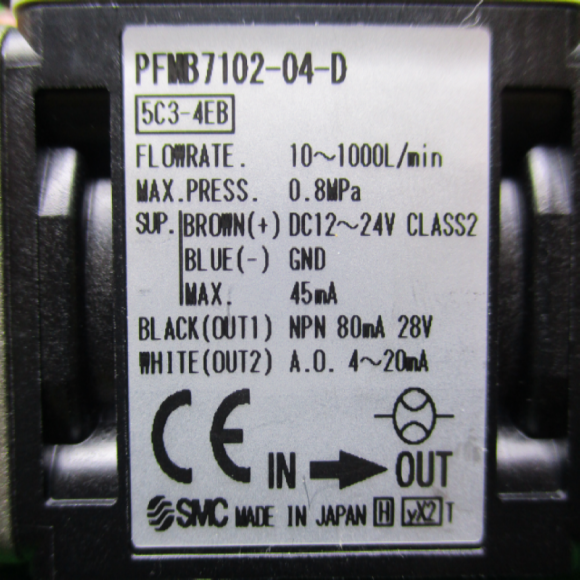 PFMB7102-04-D
5C3-4EB
FLOWRATE. 10～1000L/min
MAX.PRESS. 0.8MPa
SUP. BROWN(+) DC12～24V CLASS2
BLUE(-) GND
MAX. 45mA
BLACK(OUT1) NPN 80mA 28V
WHITE(OUT2) A.O. 4～20mA
CE IN OUT
SMC MADE IN JAPAN H yX2 T